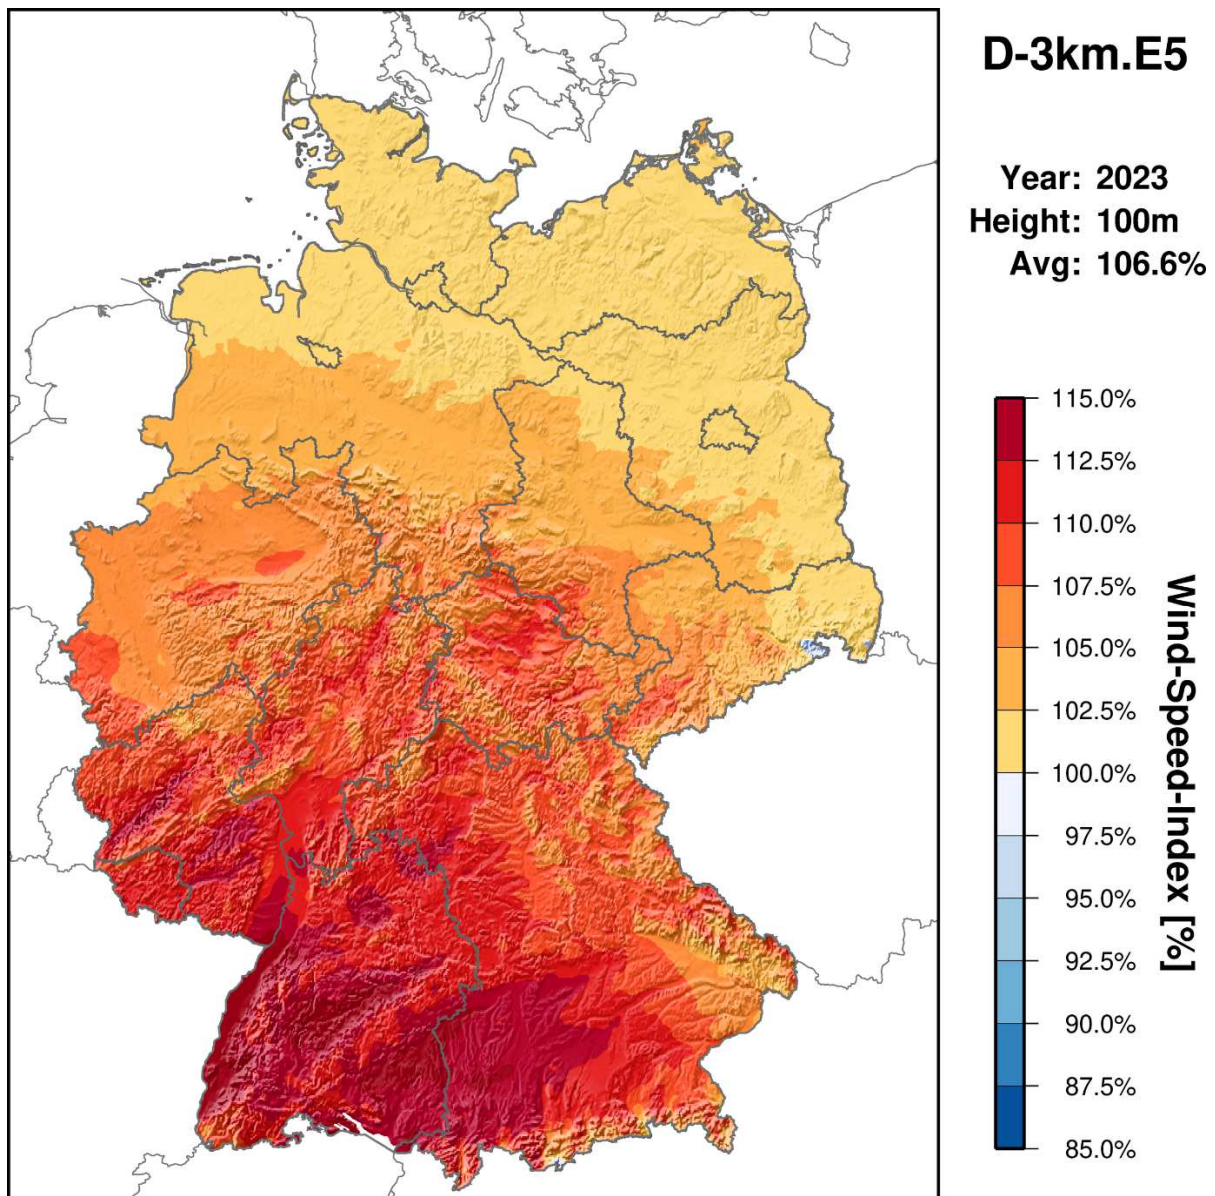 D-3km.E5
Year: 2023
Height: 100m
Avg: 106.6%
115.0%
112.5%
110.0%
107.5%
105.0%
102.5%
100.0%
97.5%
95.0%
92.5%
90.0%
87.5%
85.0%
Wind-Speed-Index [%]